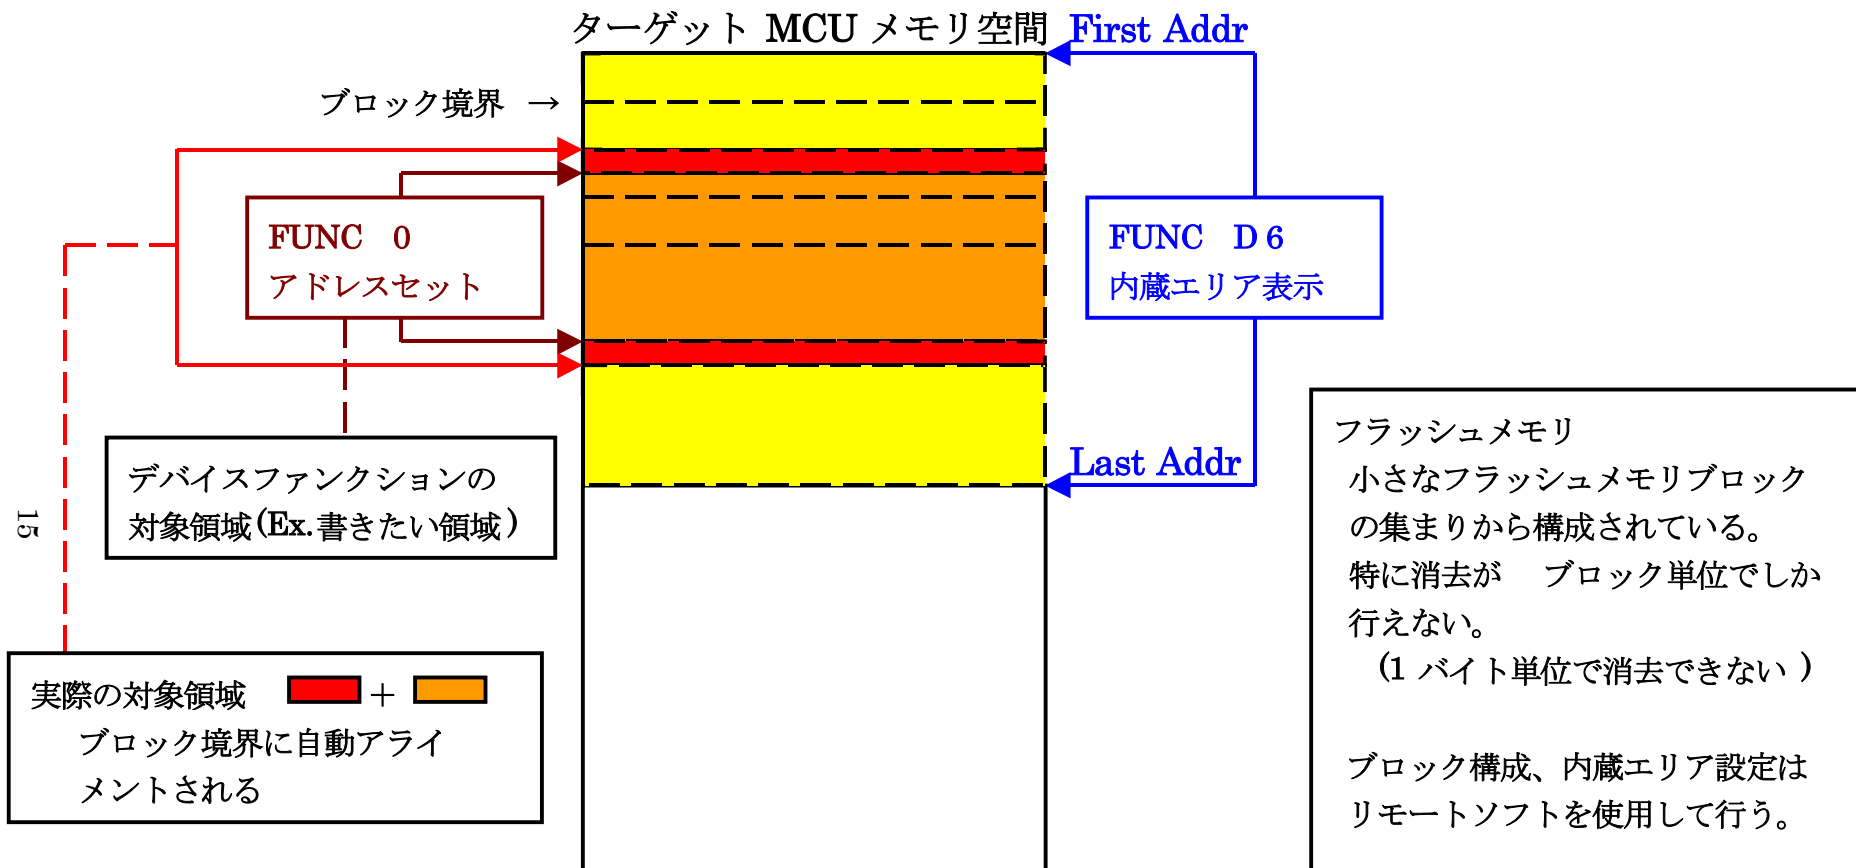 ターゲット MCU メモリ空間
First Addr
ブロック境界 →
FUNC 0
アドレスセット
FUNC D6
内蔵エリア表示
Last Addr
デバイスファンクションの
対象領域(Ex.書きたい領域)
15
実際の対象領域 +
ブロック境界に自動アライ
メントされる
フラッシュメモリ
小さなフラッシュメモリブロック
の集まりから構成されている。
特に消去が ブロック単位でしか
行えない。
(1 バイト単位で消去できない )
ブロック構成、内蔵エリア設定は
リモートソフトを使用して行う。